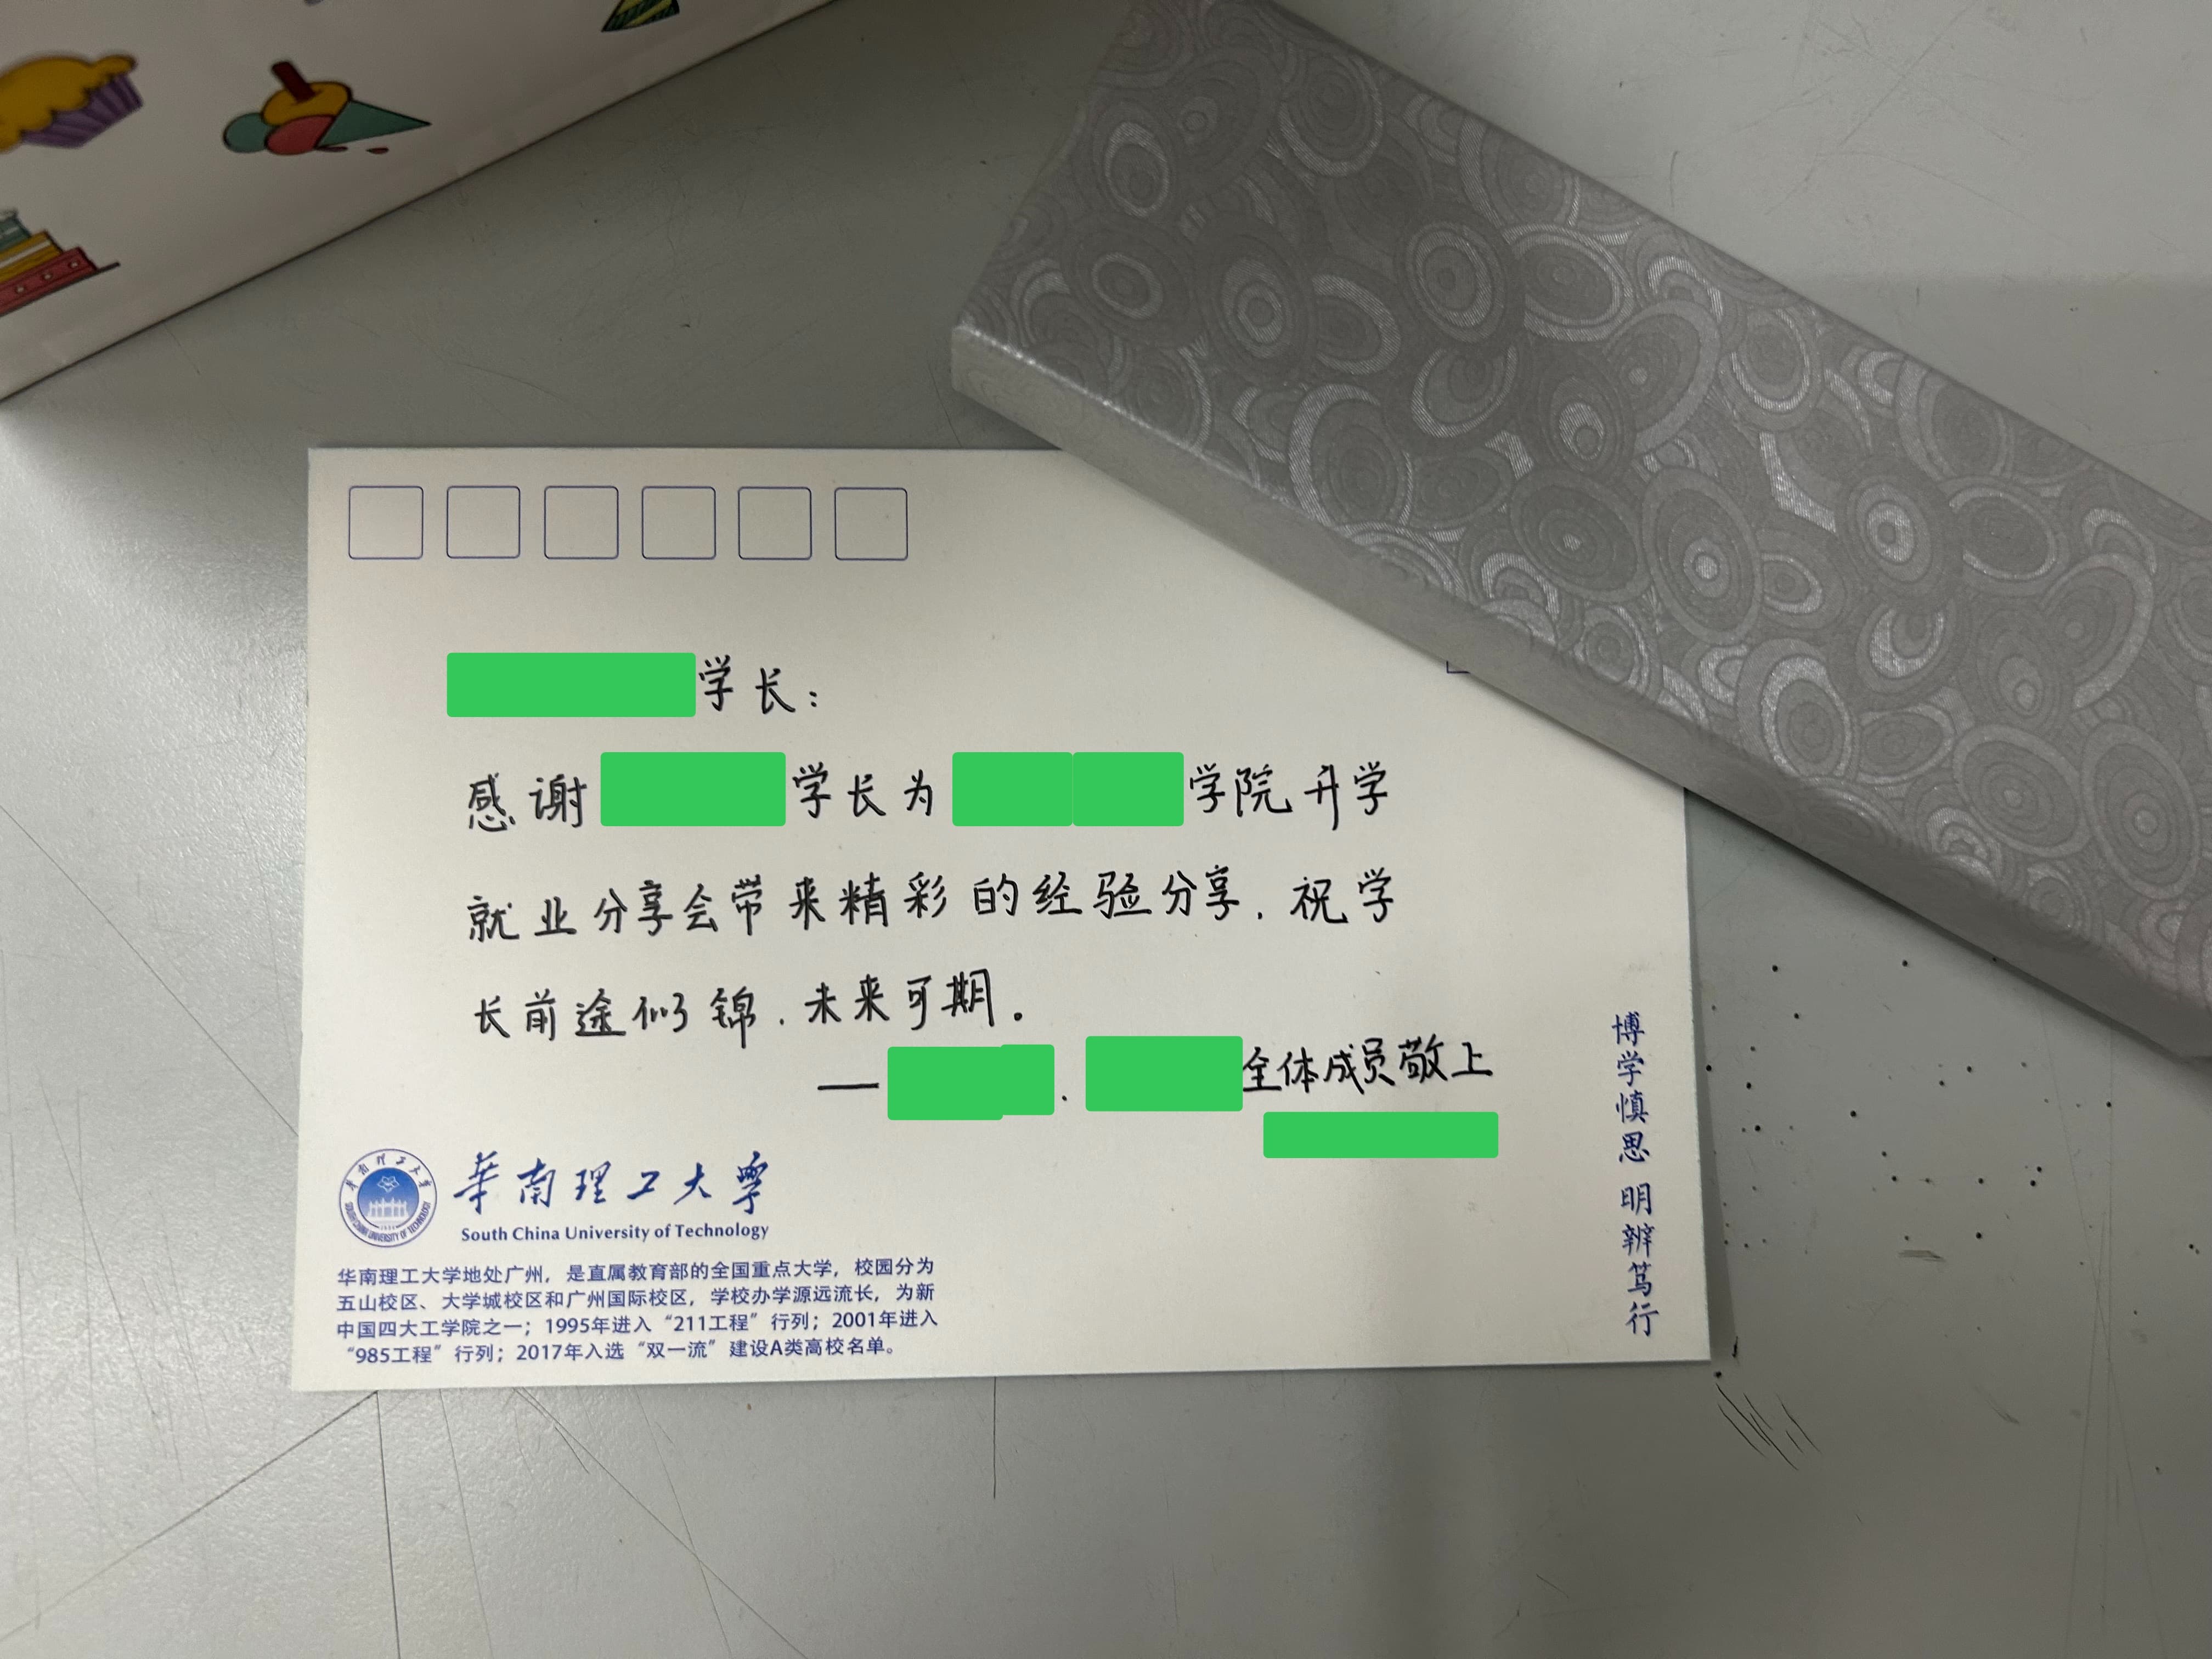 学长：
感谢学长为学院升学
就业分享会带来精彩的经验分享，祝学
长前途似锦，未来可期。
——、全体成员敬上
華南理工大學
South China University of Technology
华南理工大学地处广州，是直属教育部的全国重点大学，校园分为
五山校区、大学城校区和广州国际校区，学校办学源远流长，为新
中国四大工学院之一；1995年进入“211工程”行列；2001年进入
“985工程”行列；2017年入选“双一流”建设A类高校名单。
博学慎思 明辨笃行